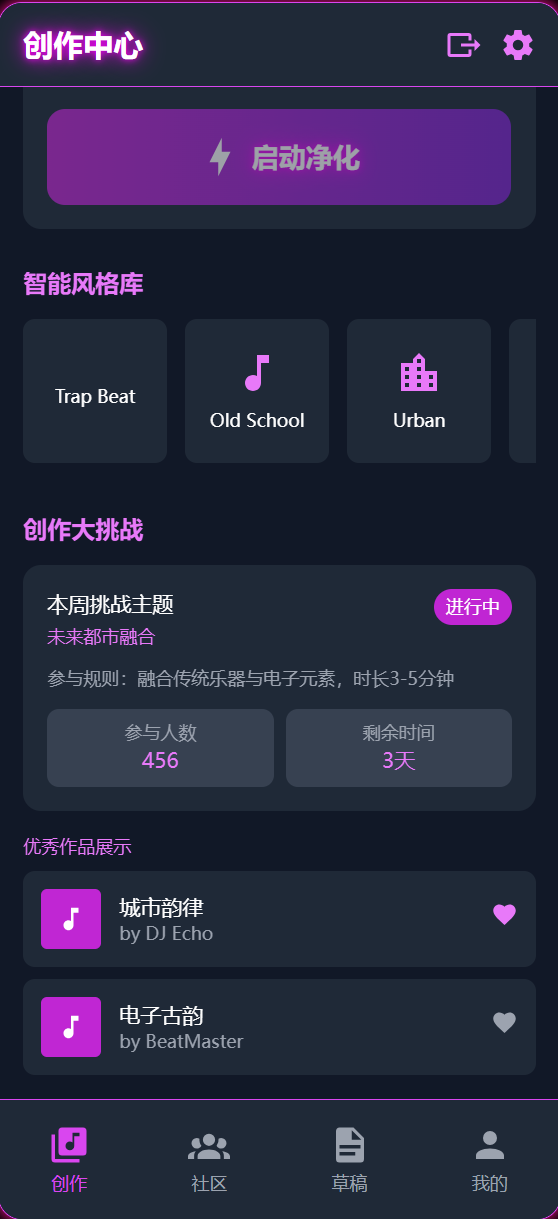 创作中心
启动净化
智能风格库
Trap Beat
Old School
Urban
创作大挑战
本周挑战主题
进行中
未来都市融合
参与规则：融合传统乐器与电子元素，时长3-5分钟
参与人数
456
剩余时间
3天
优秀作品展示
城市韵律
by DJ Echo
电子古韵
by BeatMaster
创作
社区
草稿
我的